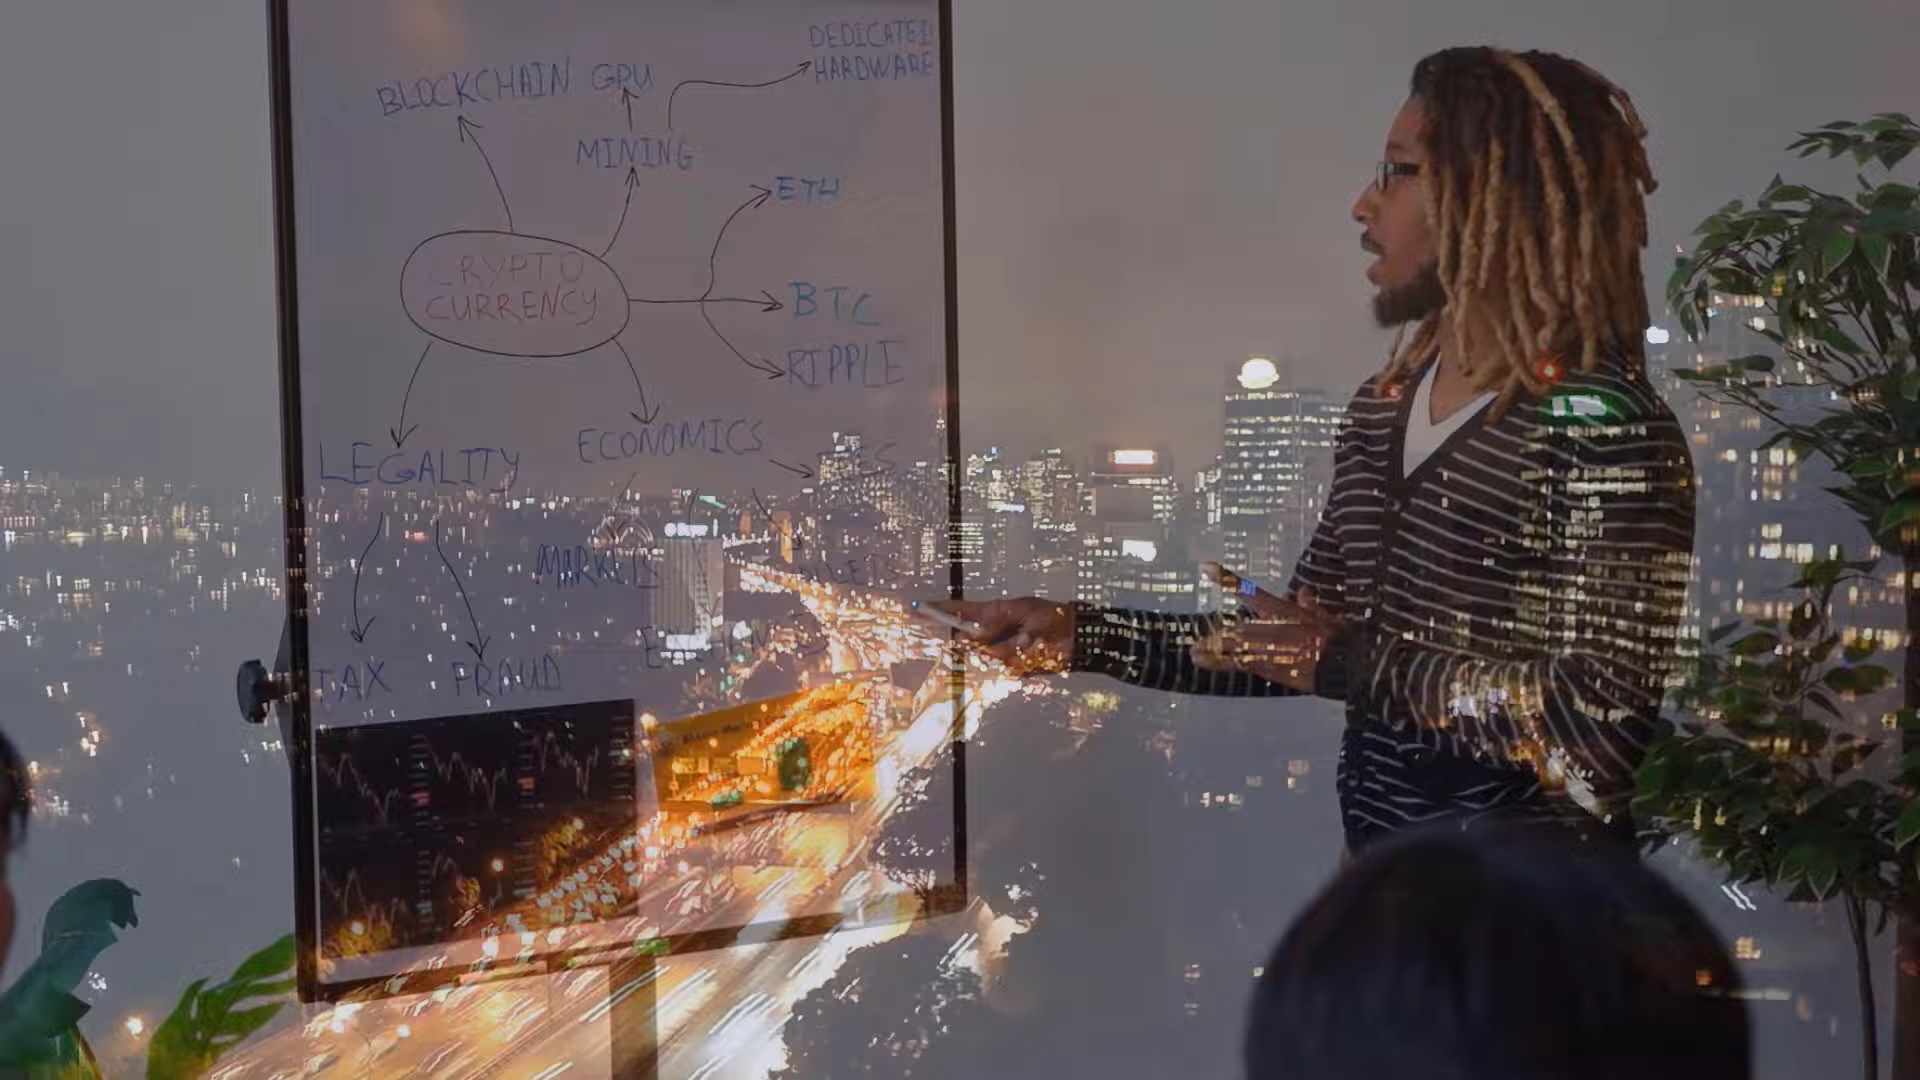 DEDICATED
HARDWARE
BLOCKCHAIN
GPU
MINING
ETH
CRYPTO
CURRENCY
BTC
RIPPLE
LEGALITY
ECONOMICS
MARKETS
TAX
FRAUD